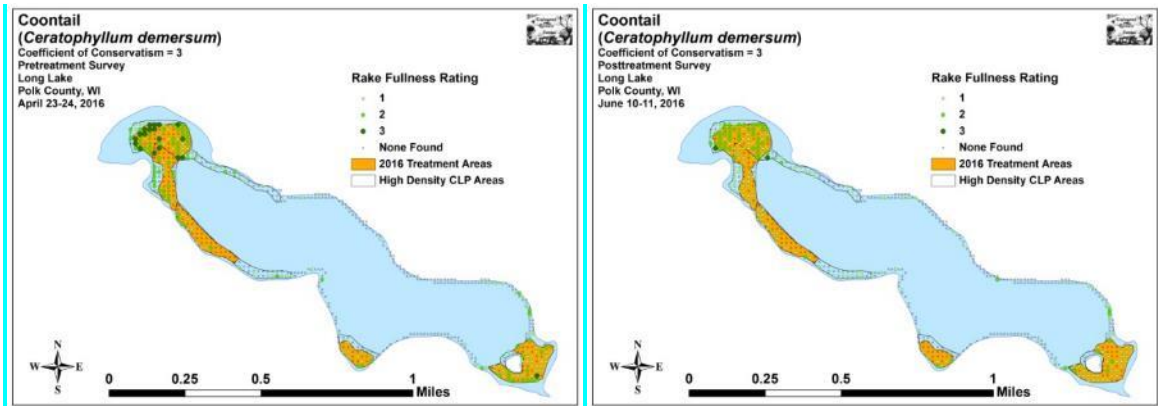 Coontail
(Ceratophyllum demersum)
Coefficient of Conservatism = 3
Pretreatment Survey
Long Lake
Polk County, WI
April 23-24, 2016
Rake Fullness Rating
1
2
3
None Found
2016 Treatment Areas
High Density CLP Areas
N
W E
S
0 0.25 0.5 1
Miles
Coontail
(Ceratophyllum demersum)
Coefficient of Conservatism = 3
Posttreatment Survey
Long Lake
Polk County, WI
June 10-11, 2016
Rake Fullness Rating
1
2
3
None Found
2016 Treatment Areas
High Density CLP Areas
N
W E
S
0 0.25 0.5 1
Miles